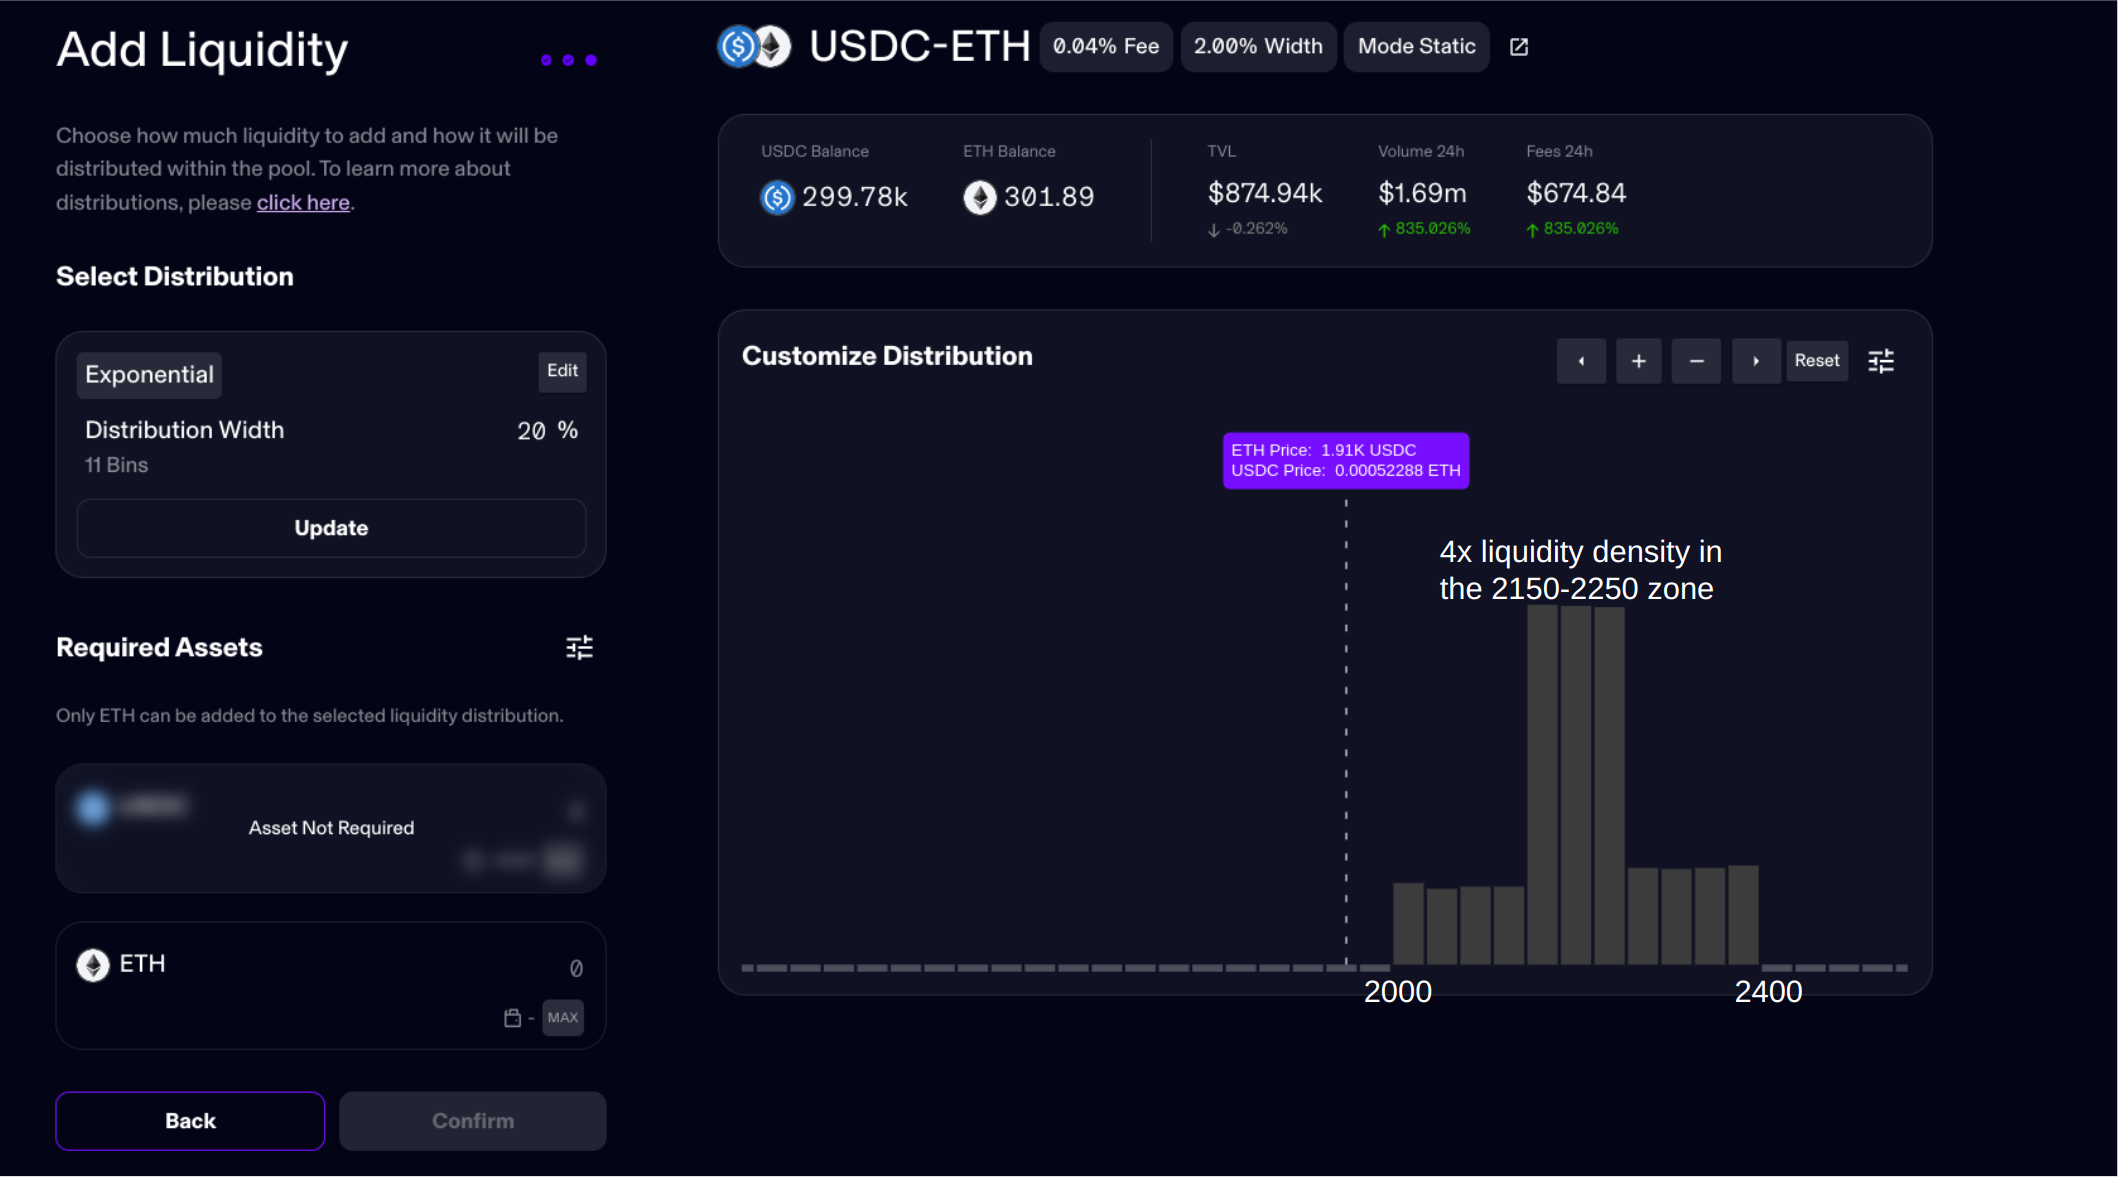 Add Liquidity
Choose how much liquidity to add and how it will be
distributed within the pool. To learn more about
distributions, please click here.
Select Distribution
Exponential
Edit
Distribution Width
20 %
11 Bins
Update
Required Assets
Only ETH can be added to the selected liquidity distribution.
Asset Not Required
ETH
0
- MAX
Back
Confirm
USDC-ETH
0.04% Fee
2.00% Width
Mode Static
USDC Balance
299.78k
ETH Balance
301.89
TVL
$874.94k
-0.262%
Volume 24h
$1.69m
835.026%
Fees 24h
$674.84
835.026%
Customize Distribution
+
−
Reset
ETH Price: 1.91K USDC
USDC Price: 0.00052288 ETH
4x liquidity density in
the 2150-2250 zone
2000
2400